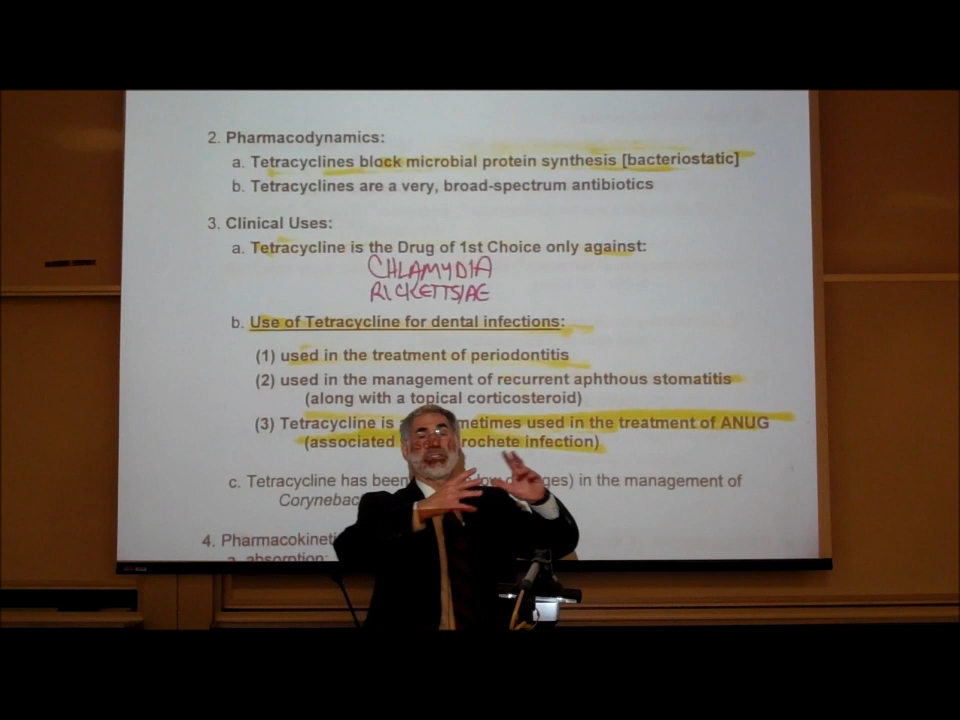 2. Pharmacodynamics:
a. Tetracyclines block microbial protein synthesis [bacteriostatic]
b. Tetracyclines are a very, broad-spectrum antibiotics
3. Clinical Uses:
a. Tetracycline is the Drug of 1st Choice only against:
CHLAMYDIA
RICKETTSIAE
b. Use of Tetracycline for dental infections:
(1) used in the treatment of periodontitis
(2) used in the management of recurrent aphthous stomatitis
(along with a topical corticosteroid)
(3) Tetracycline is metimes used in the treatment of ANUG
(associated rochete infection)
c. Tetracycline has been ges) in the management of
Corynebac
4. Pharmacokineti
a. absorption: